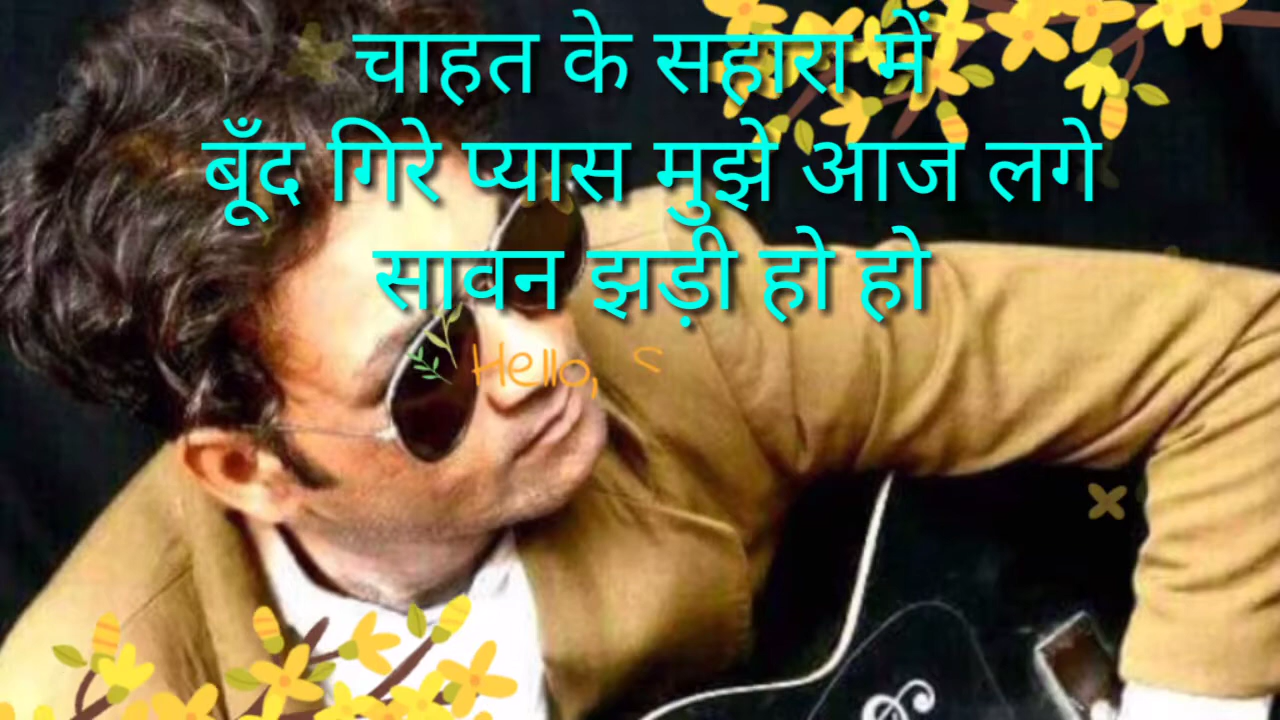 चाहत के सहारा में
बूँद गिरे प्यास मुझे आज लगे
सावन झड़ी हो हो
Hello,